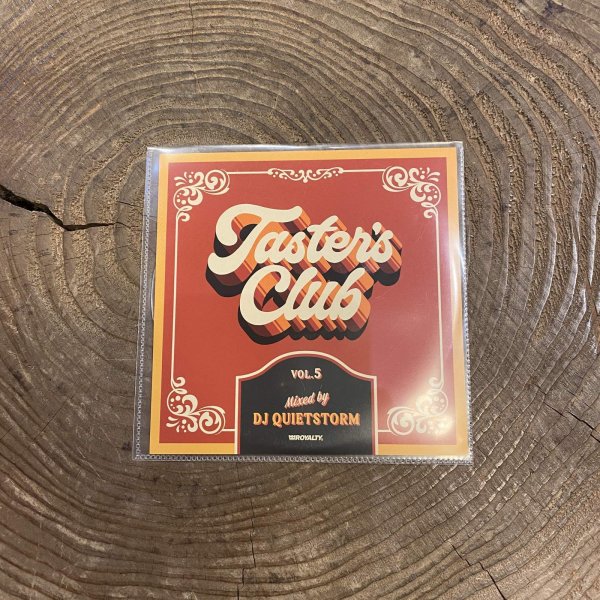 Taster's
Club
VOL.5
Mixed by
DJ QUIETSTORM
ROYALTY.